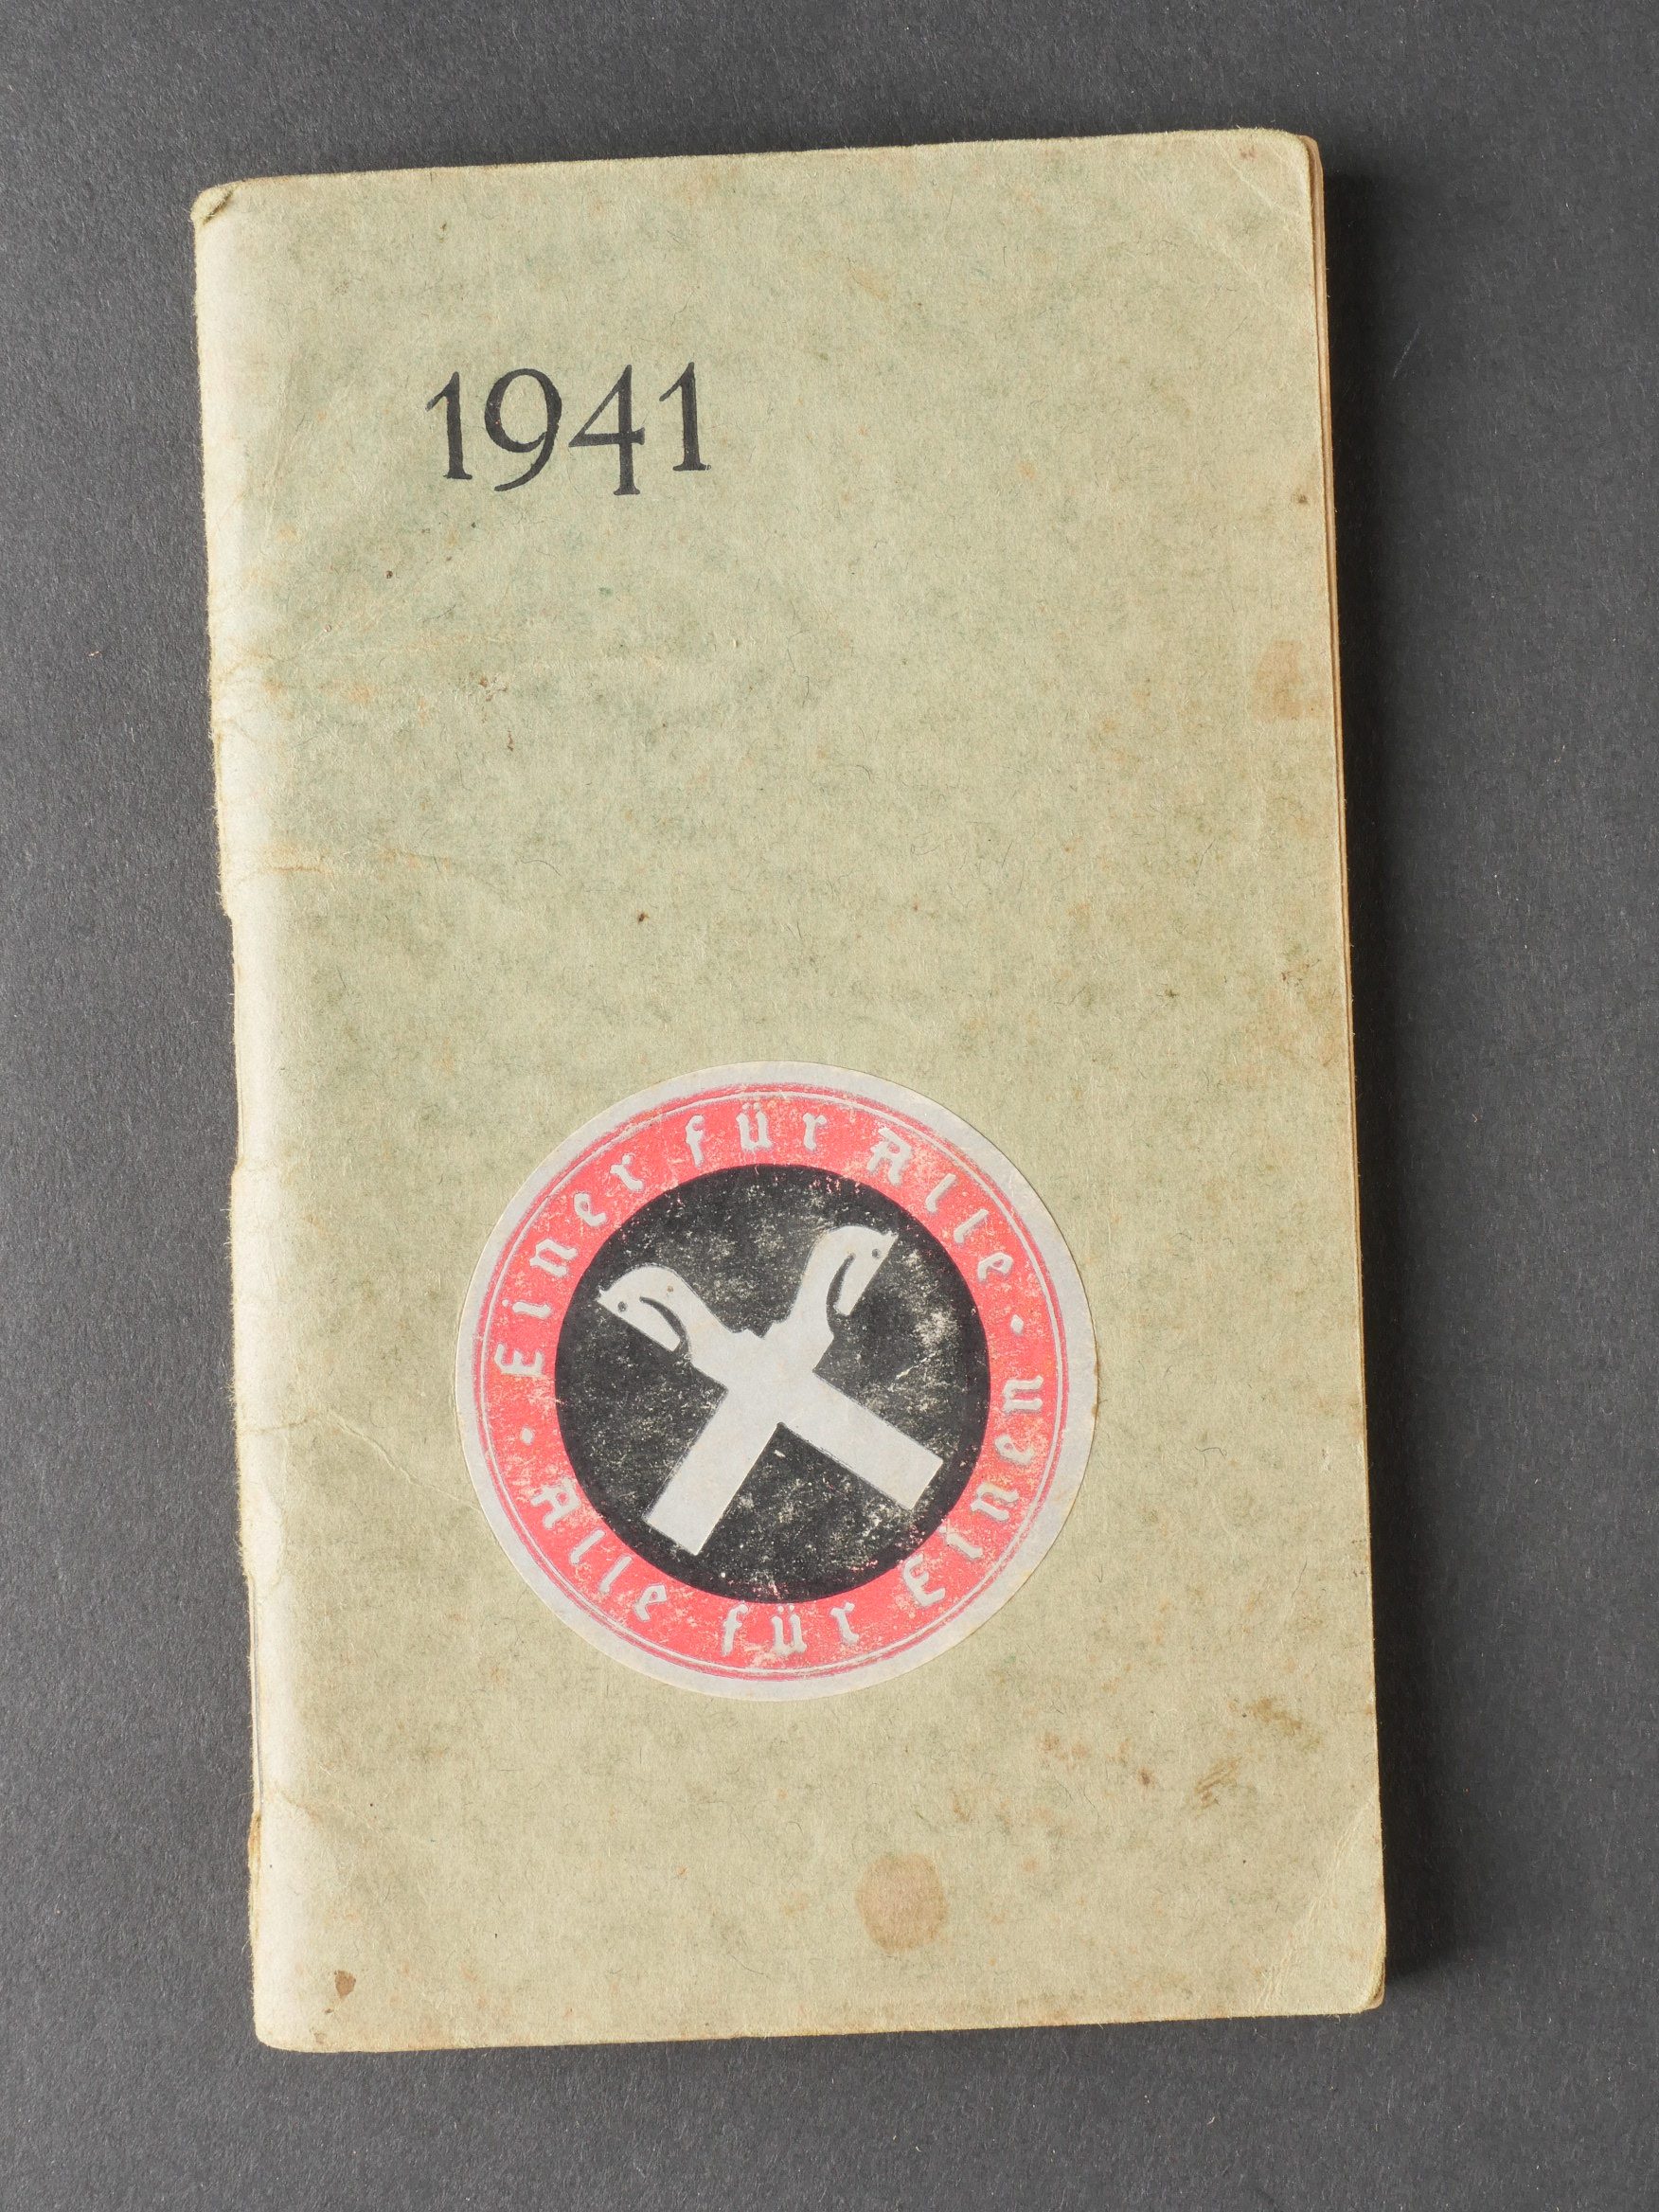 1941
Einer für Alle · Alle für Einen ·